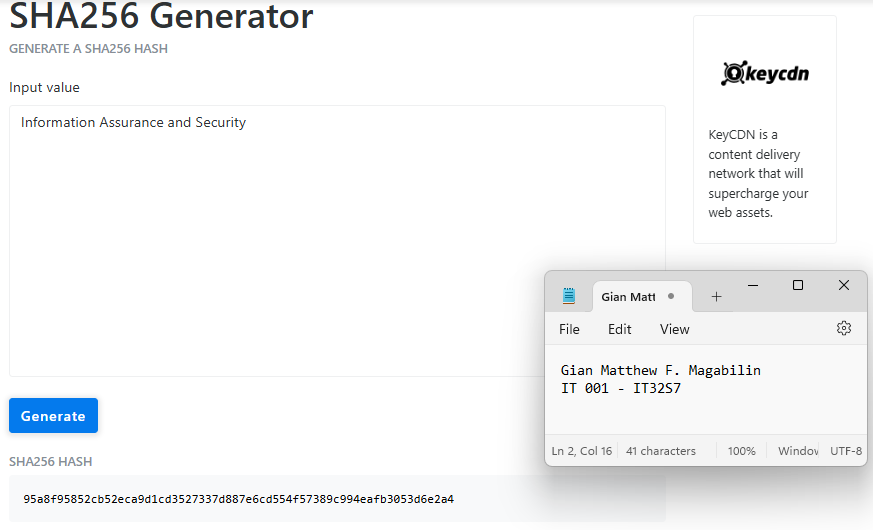 SHA256 Generator
GENERATE A SHA256 HASH
Input value
Information Assurance and Security
Generate
SHA256 HASH
95a8f95852cb52eca9d1cd3527337d887e6cd554f57389c994eafb3053d6e2a4
keycdn
KeyCDN is a
content delivery
network that will
supercharge your
web assets.
Gian Matt
File Edit View
Gian Matthew F. Magabilin
IT 001 - IT32S7
Ln 2, Col 16 41 characters 100% Window UTF-8